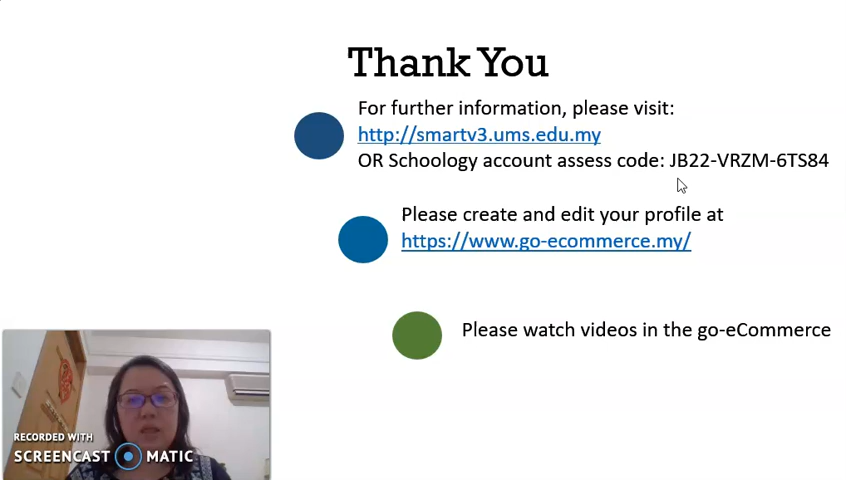 Thank You
For further information, please visit:
http://smartv3.ums.edu.my
OR Schoology account assess code: JB22-VRZM-6TS84
Please create and edit your profile at
https://www.go-ecommerce.my/
Please watch videos in the go-eCommerce
RECORDED WITH
SCREENCAST MATIC